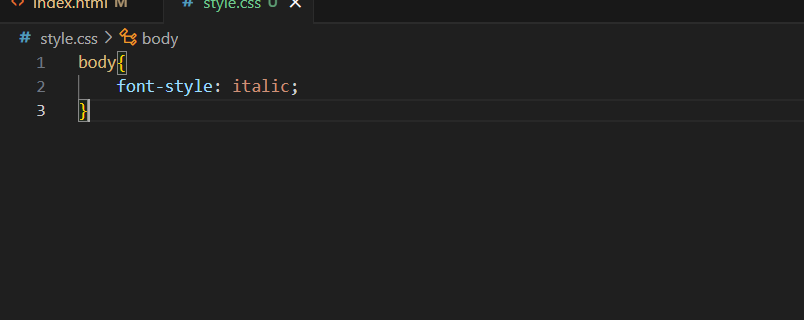 index.html M style.css U
style.css > body
1 body{
2 font-style: italic;
3 }